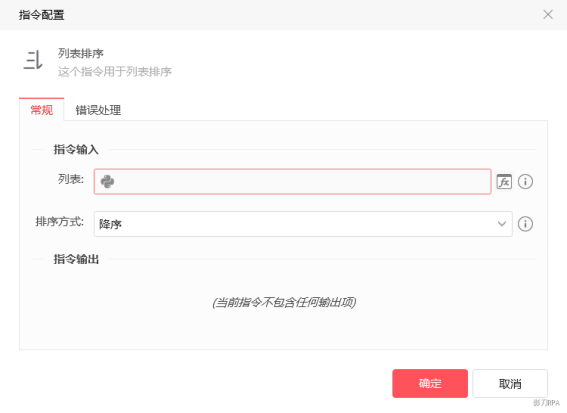 指令配置
列表排序
这个指令用于列表排序
常规 错误处理
指令输入
列表:
fx
排序方式: 降序
指令输出
(当前指令不包含任何输出项)
确定 取消
影刀RPA